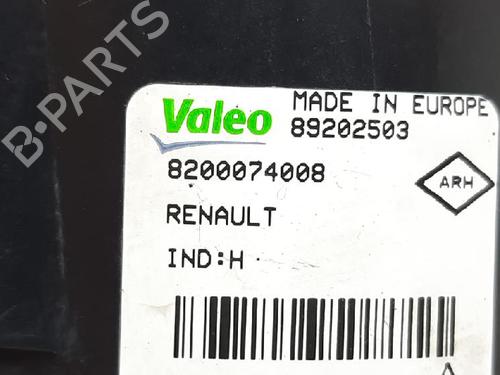 B-PARTS
Valeo MADE IN EUROPE
89202503
8200074008
ARH
RENAULT
IND:H